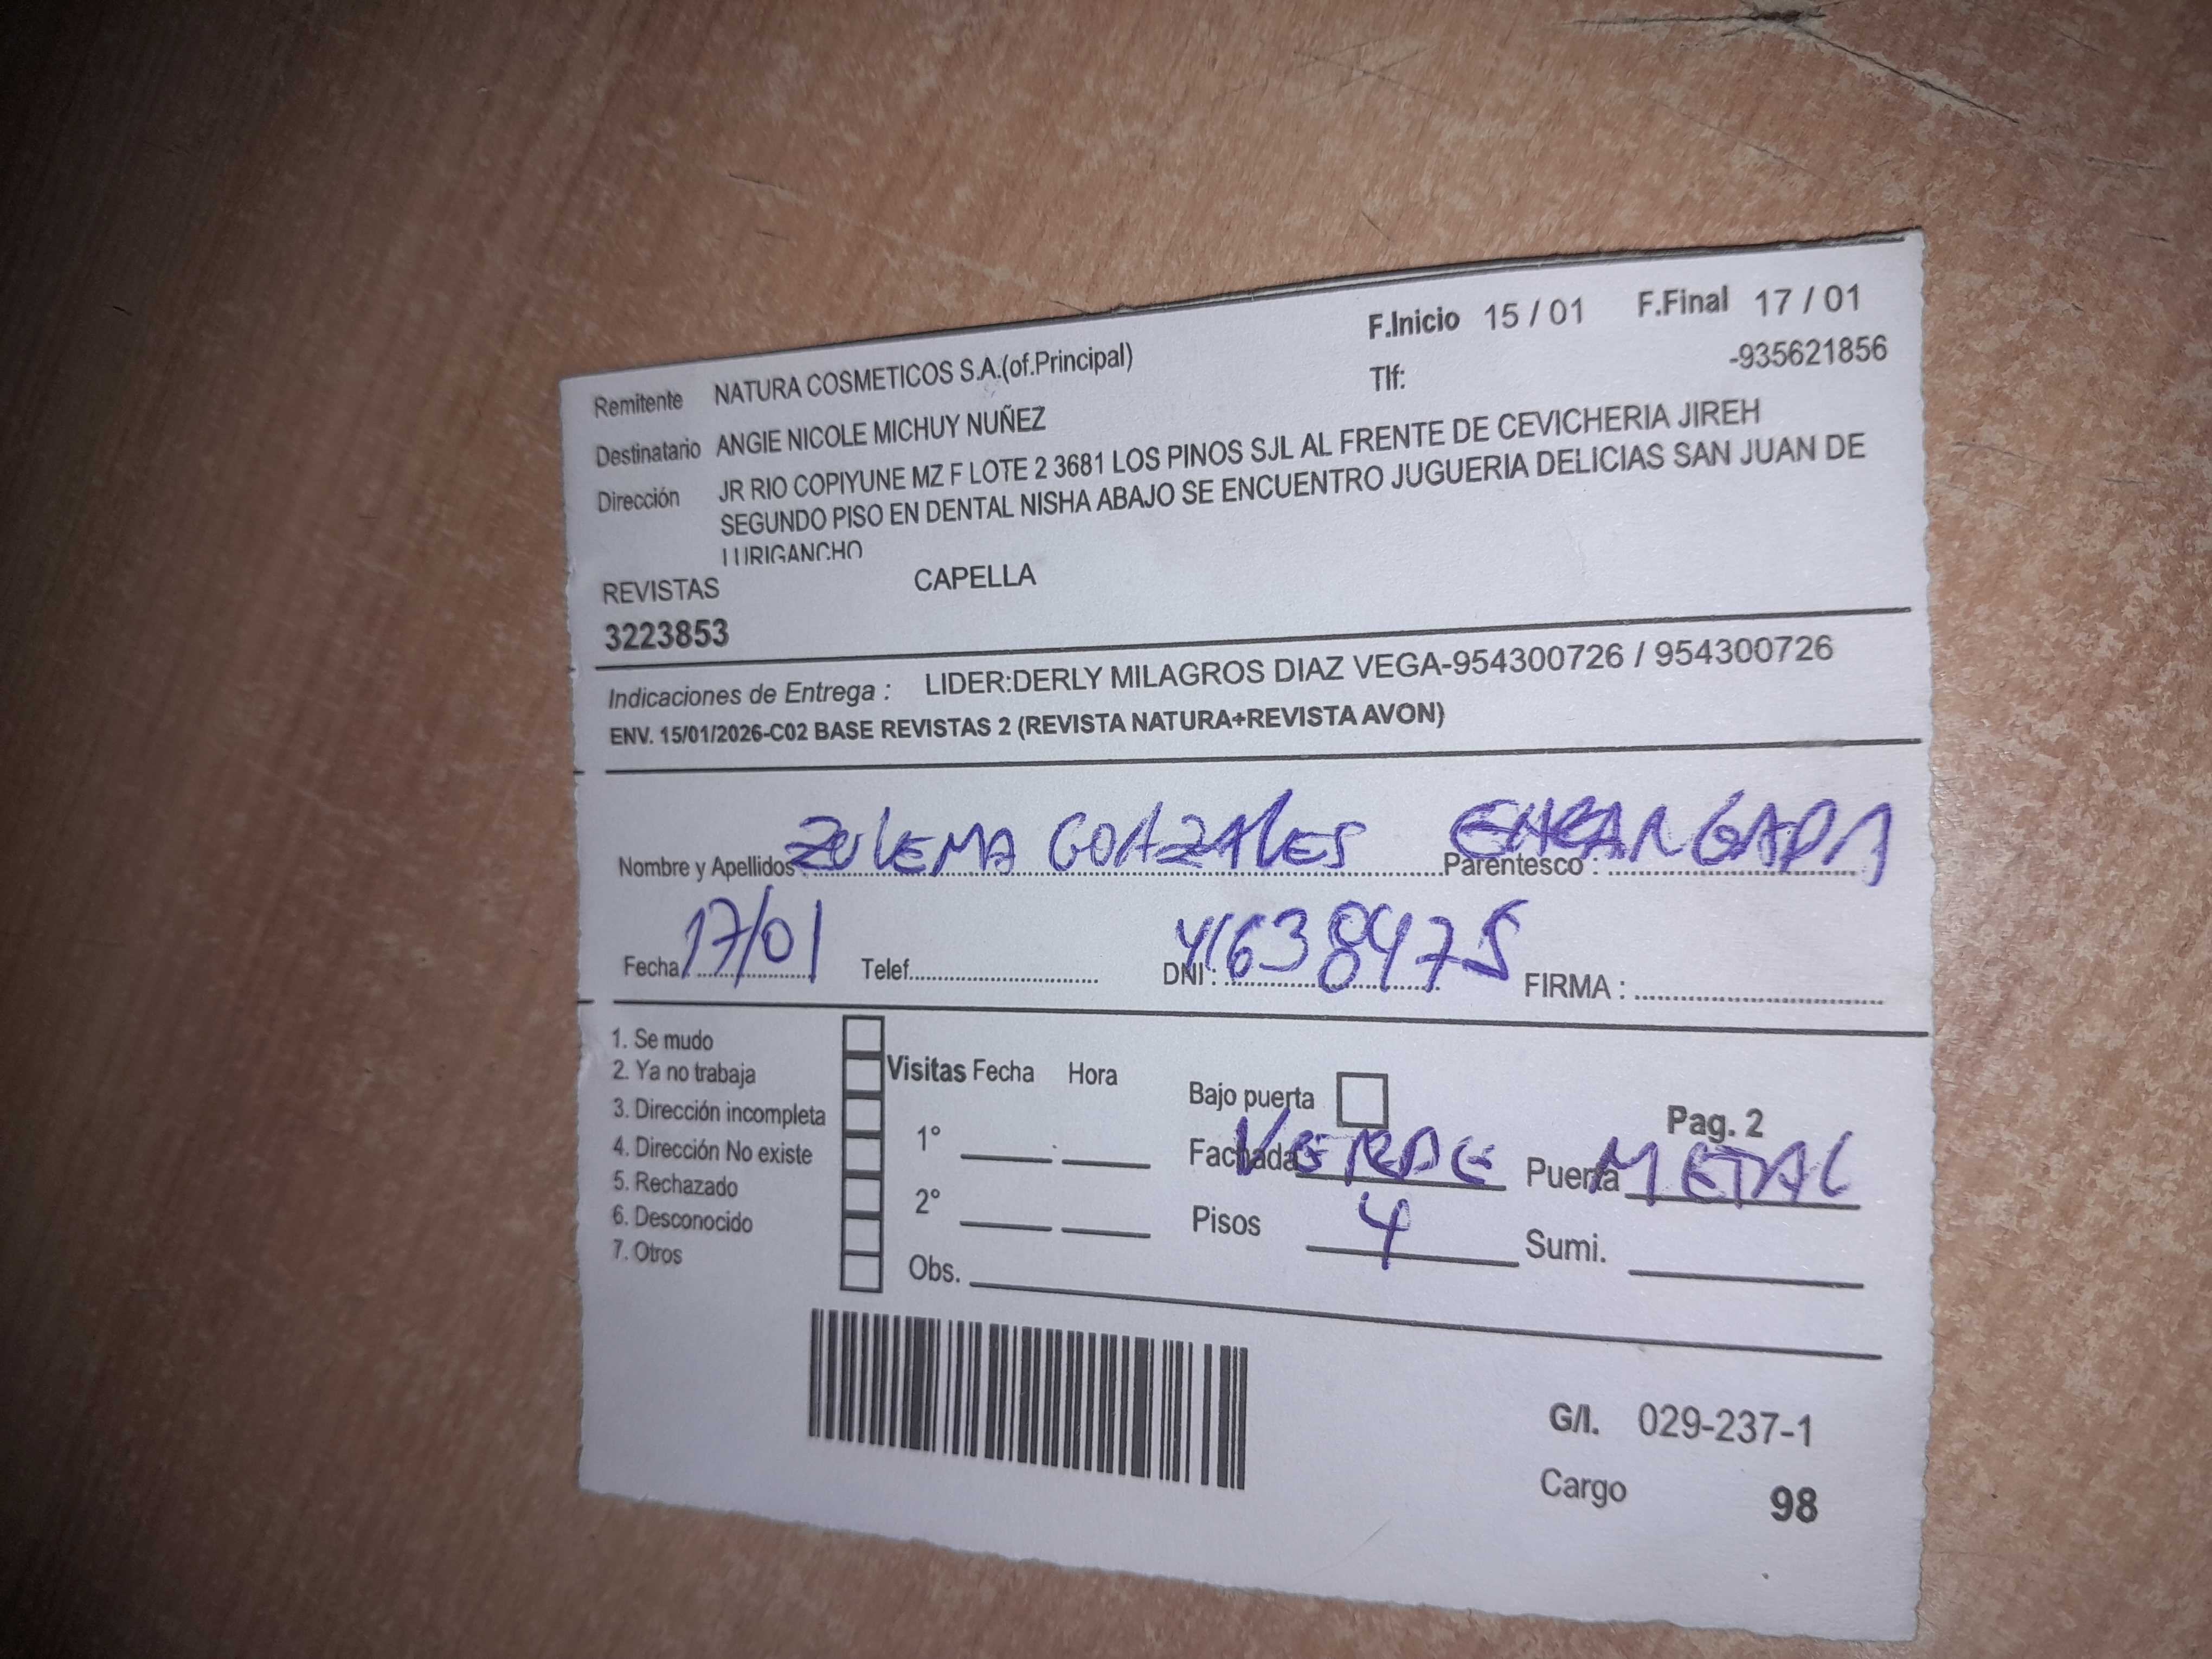 F.Inicio 15 / 01 F.Final 17 / 01
Remitente NATURA COSMETICOS S.A.(of.Principal) Tlf: -935621856
Destinatario ANGIE NICOLE MICHUY NUÑEZ
Dirección JR RIO COPIYUNE MZ F LOTE 2 3681 LOS PINOS SJL AL FRENTE DE CEVICHERIA JIREH
SEGUNDO PISO EN DENTAL NISHA ABAJO SE ENCUENTRO JUGUERIA DELICIAS SAN JUAN DE
LURIGANCHO
REVISTAS CAPELLA
3223853
Indicaciones de Entrega : LIDER:DERLY MILAGROS DIAZ VEGA-954300726 / 954300726
ENV. 15/01/2026-C02 BASE REVISTAS 2 (REVISTA NATURA+REVISTA AVON)
Nombre y Apellidos: ZULEMA GONZALES Parentesco : ENCARGADA
Fecha: 17/01 Telef. DNI : 41638475 FIRMA :
1. Se mudo
2. Ya no trabaja
3. Dirección incompleta
4. Dirección No existe
5. Rechazado
6. Desconocido
7. Otros
Visitas Fecha Hora
1°
2°
Obs.
Bajo puerta Pag. 2
Fachada VERDE Puerta METAL
Pisos 4 Sumi.
G/I. 029-237-1
Cargo 98